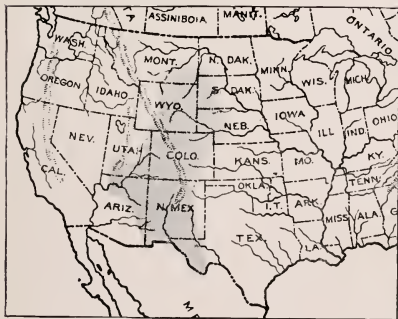 ASSINIBOIA
MANIT.
ONTARIO
WASH.
MONT.
N. DAK.
MINN.
OREGON
IDAHO
WYO.
S. DAK.
WIS.
MICH.
NEV.
UTAH
COLO.
NEB.
IOWA
ILL
IND.
OHIO
CAL.
KANS.
MO.
KY.
ARIZ.
N. MEX
OKLA.
I. T.
ARK.
TENN.
TEX.
LA.
MISS
ALA
G
A
M